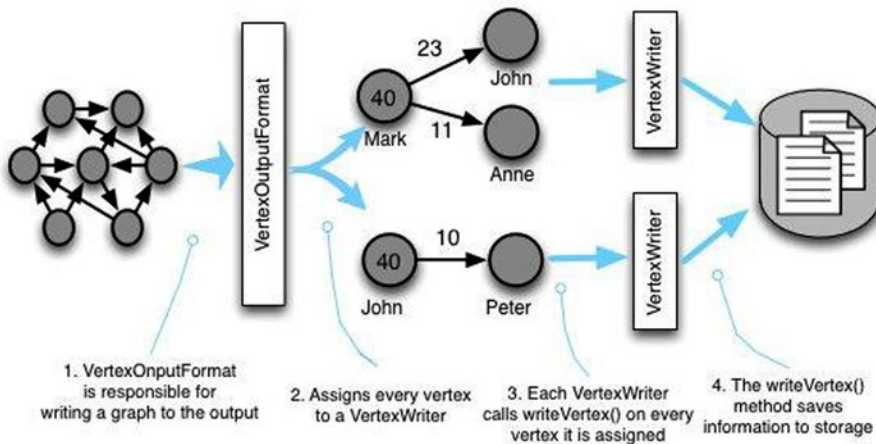 VertexOutputFormat
40
Mark
23
John
11
Anne
VertexWriter
40
John
10
Peter
VertexWriter
1. VertexOnputFormat
is responsible for
writing a graph to the output
2. Assigns every vertex
to a VertexWriter
3. Each VertexWriter
calls writeVertex() on every
vertex it is assigned
4. The writeVertex()
method saves
information to storage